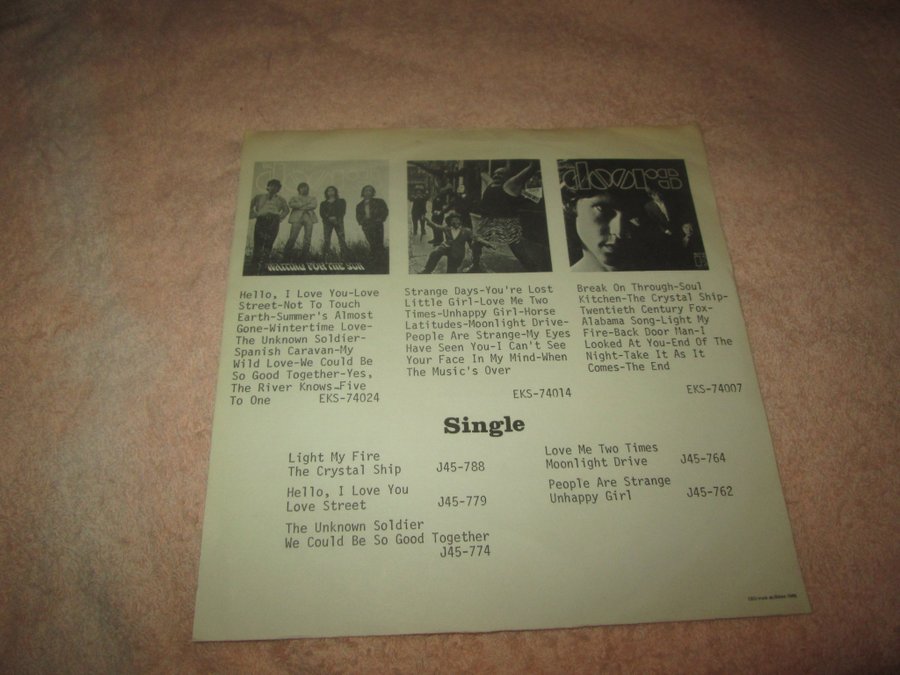 WAITING FOR THE SUN
doors
Hello, I Love You-Love
Street-Not To Touch
Earth-Summer's Almost
Gone-Wintertime Love-
The Unknown Soldier-
Spanish Caravan-My
Wild Love-We Could Be
So Good Together-Yes,
The River Knows-Five
To One EKS-74024
Strange Days-You're Lost
Little Girl-Love Me Two
Times-Unhappy Girl-Horse
Latitudes-Moonlight Drive-
People Are Strange-My Eyes
Have Seen You-I Can't See
Your Face In My Mind-When
The Music's Over
EKS-74014
Break On Through-Soul
Kitchen-The Crystal Ship-
Twentieth Century Fox-
Alabama Song-Light My
Fire-Back Door Man-I
Looked At You-End Of The
Night-Take It As It
Comes-The End
EKS-74007
Single
Light My Fire
The Crystal Ship J45-788
Hello, I Love You
Love Street J45-779
The Unknown Soldier
We Could Be So Good Together
J45-774
Love Me Two Times
Moonlight Drive J45-764
People Are Strange
Unhappy Girl J45-762